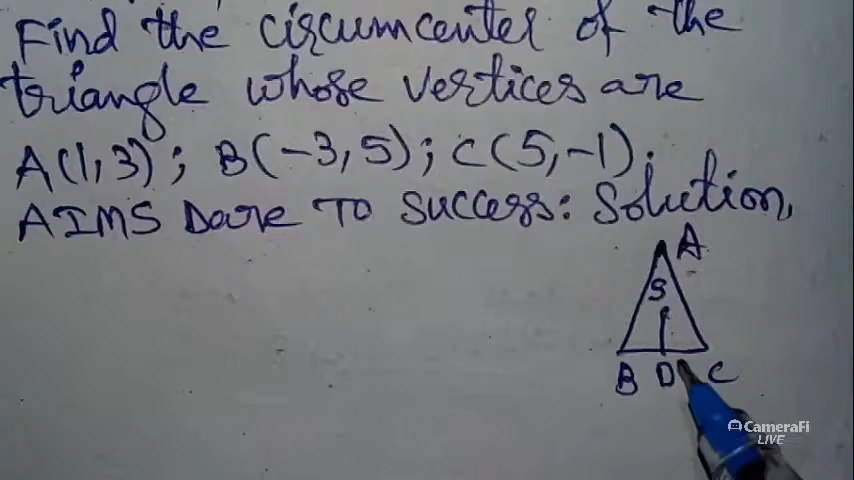 Find the circumcenter of the
triangle whose vertices are
A(1,3); B(-3,5); C(5,-1).
AIMS Dare To Success: Solution,
A
S
B D C
CameraFi
LIVE